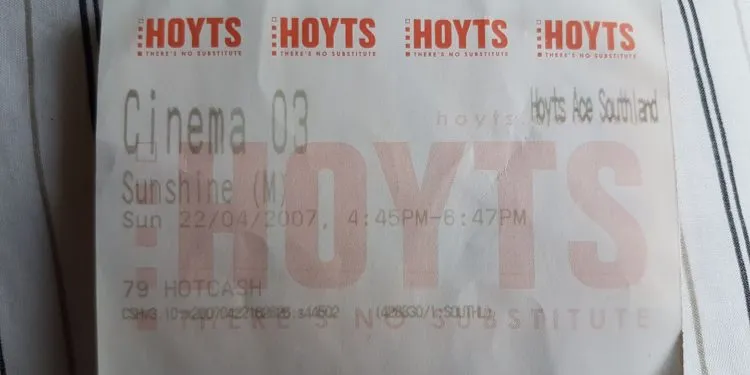 HOYTS HOYTS HOYTS HOYTS
THERE'S NO SUBSTITUTE THERE'S NO SUBSTITUTE THERE'S NO SUBSTITUTE THERE'S NO SUBSTITUTE
Cinema 03
hoyts. Hoyts Ace Southland
HOYTS
Sunshine (M)
Sun 22/04/2007, 4:45PM-6:47PM
79 HOTCASH
THERE'S NO SUBSTITUTE